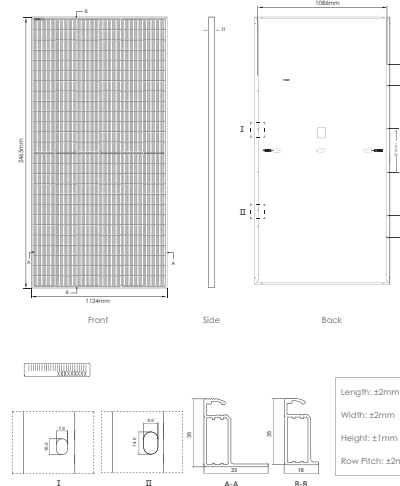 1086mm
B
H
2465mm
I
II
A
A
B
1134mm
Front
Side
Back
7.0
10.0
I
9.0
14.0
II
35
33
A-A
35
18
B-B
Length: ±2mm
Width: ±2mm
Height: ±1mm
Row Pitch: ±2m